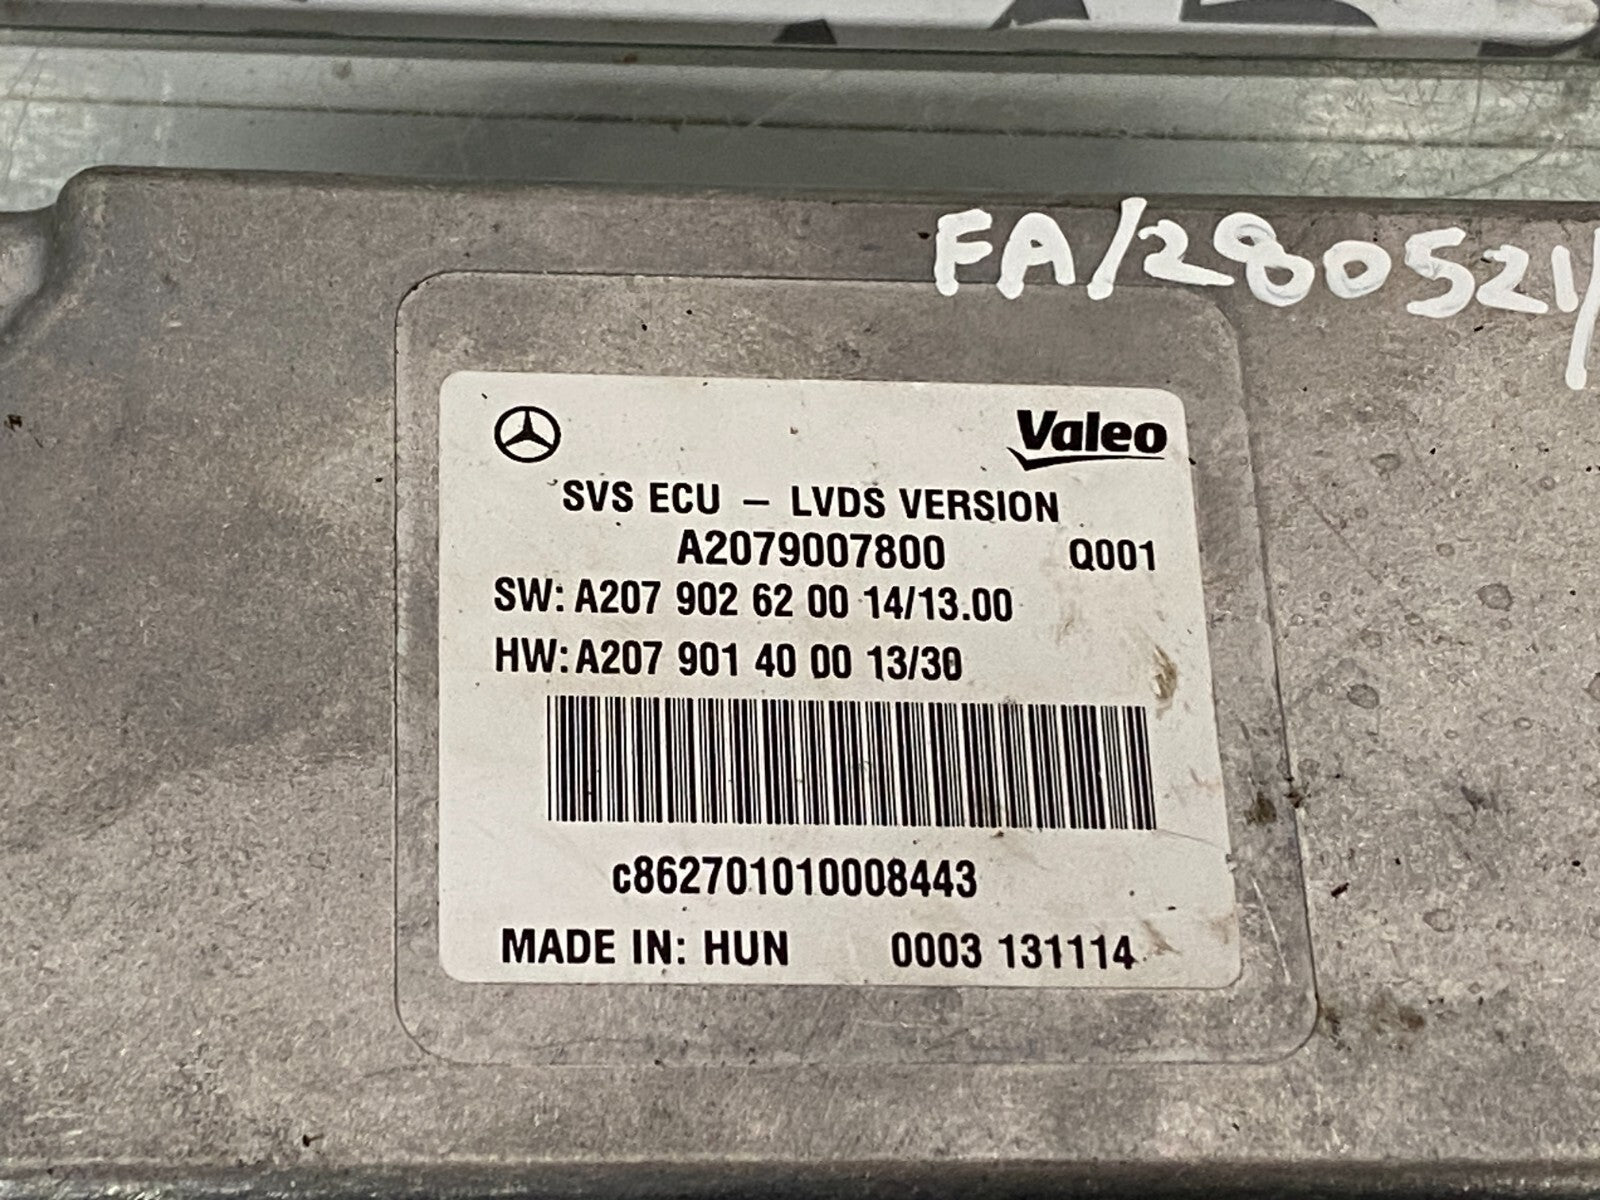 FA/280521/
Valeo
SVS ECU – LVDS VERSION
A2079007800 Q001
SW: A207 902 62 00 14/13.00
HW: A207 901 40 00 13/30
c862701010008443
MADE IN: HUN 0003 131114